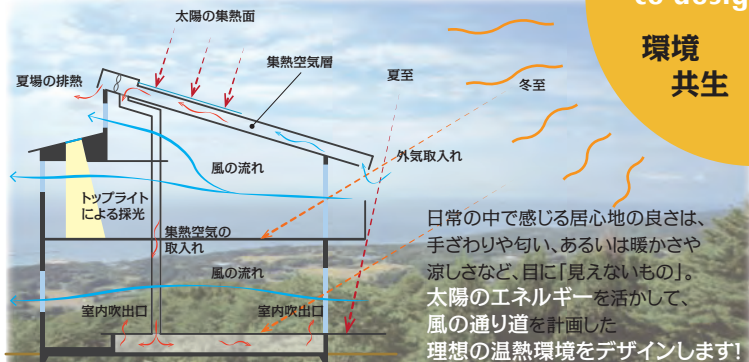 to desig
環境
共生
太陽の集熱面
集熱空気層
夏場の排熱
夏至
冬至
外気取入れ
風の流れ
トップライト
による採光
集熱空気の
取入れ
風の流れ
室内吹出口
室内吹出口
日常の中で感じる居心地の良さは、
手ざわりや匂い、あるいは暖かさや
涼しさなど、目に「見えないもの」。
太陽のエネルギーを活かして、
風の通り道を計画した
理想の温熱環境をデザインします!